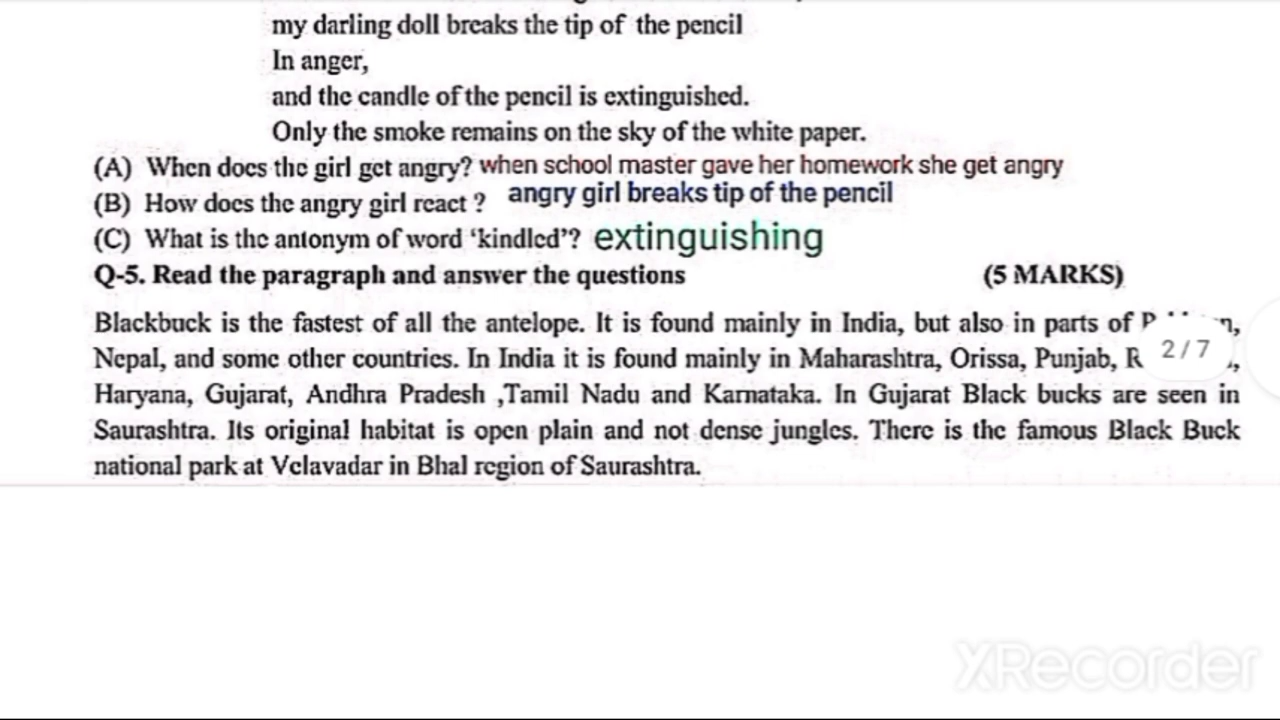 my darling doll breaks the tip of the pencil
In anger,
and the candle of the pencil is extinguished.
Only the smoke remains on the sky of the white paper.
(A) When does the girl get angry? when school master gave her homework she get angry
(B) How does the angry girl react ? angry girl breaks tip of the pencil
(C) What is the antonym of word ‘kindled’? extinguishing
Q-5. Read the paragraph and answer the questions (5 MARKS)
Blackbuck is the fastest of all the antelope. It is found mainly in India, but also in parts of
Nepal, and some other countries. In India it is found mainly in Maharashtra, Orissa, Punjab,
2/7
Haryana, Gujarat, Andhra Pradesh ,Tamil Nadu and Karnataka. In Gujarat Black bucks are seen in
Saurashtra. Its original habitat is open plain and not dense jungles. There is the famous Black Buck
national park at Velavadar in Bhal region of Saurashtra.
XRecorder